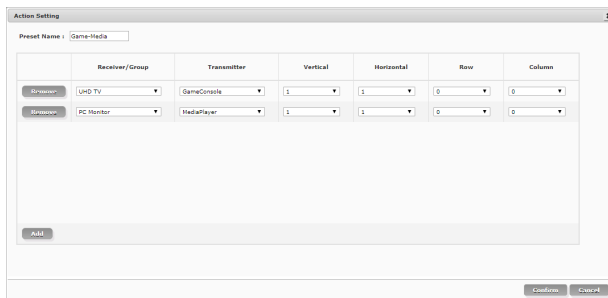 Action Setting
Preset Name : Game-Media
Receiver/Group Transmitter Vertical Horizontal Row Column
Remove UHD TV GameConsole 1 1 0 0
Remove PC Monitor MediaPlayer 1 1 0 0
Add
Confirm Cancel